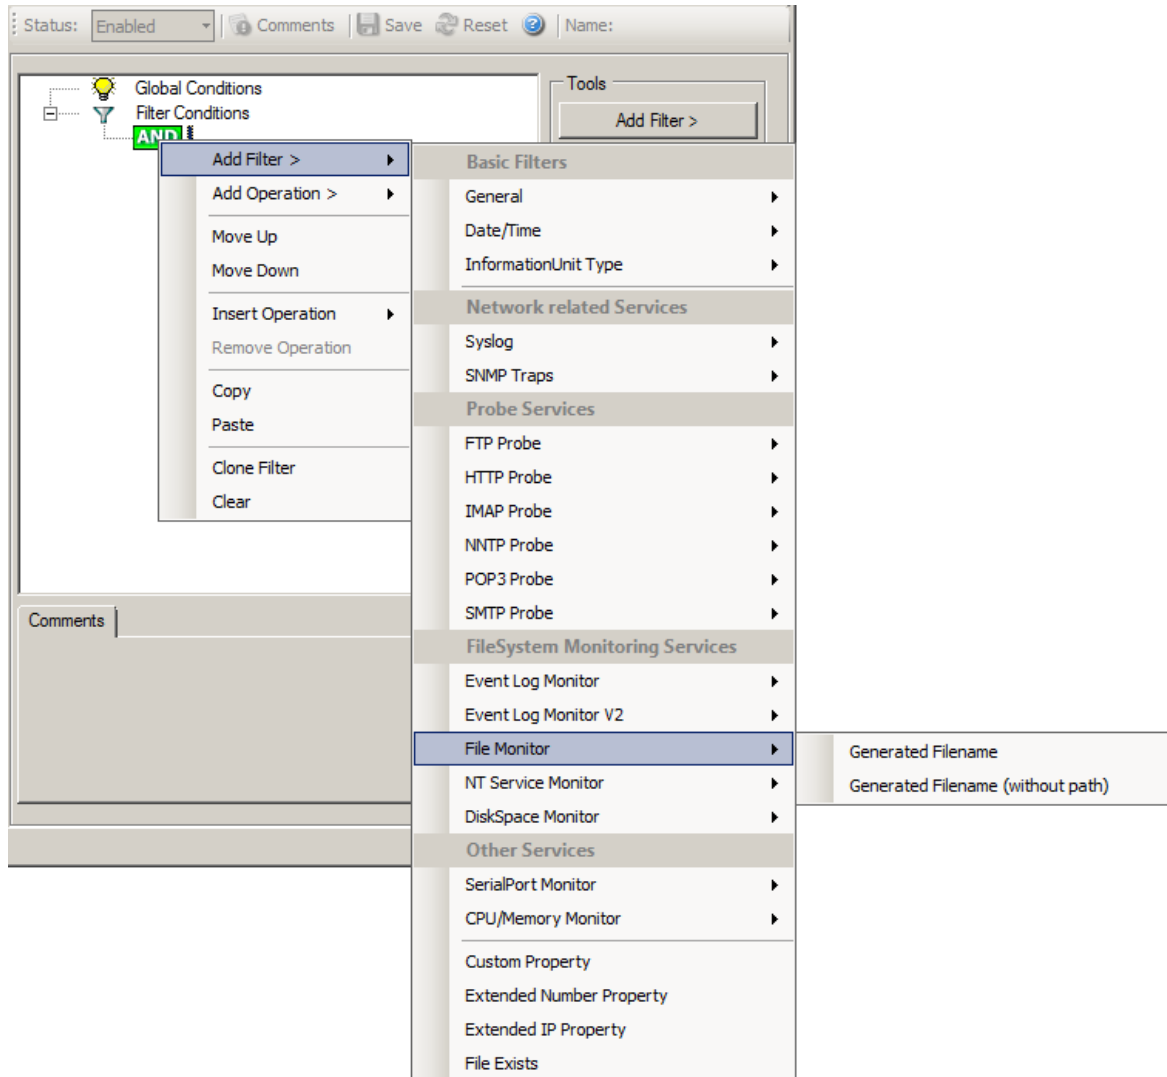 Status: Enabled Comments Save Reset Name:
Global Conditions
Filter Conditions
AND
Tools
Add Filter >
Add Filter >
Add Operation >
Move Up
Move Down
Insert Operation
Remove Operation
Copy
Paste
Clone Filter
Clear
Basic Filters
General
Date/Time
InformationUnit Type
Network related Services
Syslog
SNMP Traps
Probe Services
FTP Probe
HTTP Probe
IMAP Probe
NNTP Probe
POP3 Probe
SMTP Probe
FileSystem Monitoring Services
Event Log Monitor
Event Log Monitor V2
File Monitor
NT Service Monitor
DiskSpace Monitor
Other Services
SerialPort Monitor
CPU/Memory Monitor
Custom Property
Extended Number Property
Extended IP Property
File Exists
Generated Filename
Generated Filename (without path)
Comments